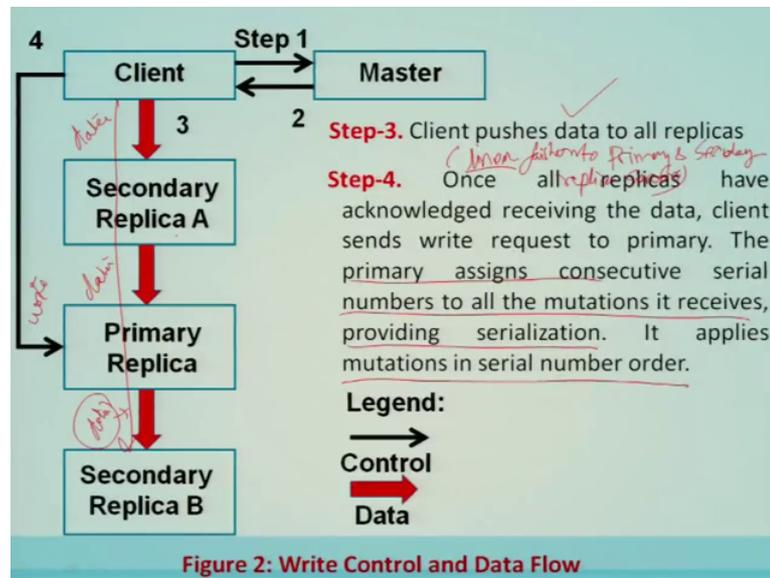 4
Step 1
Client
Master
3
2
Step-3. Client pushes data to all replicas
Step-4. Once all replicas have
acknowledged receiving the data, client
sends write request to primary. The
primary assigns consecutive serial
numbers to all the mutations it receives,
providing serialization. It applies
mutations in serial number order.
Secondary
Replica A
Primary
Replica
Secondary
Replica B
Legend:
Control
Data
Figure 2: Write Control and Data Flow